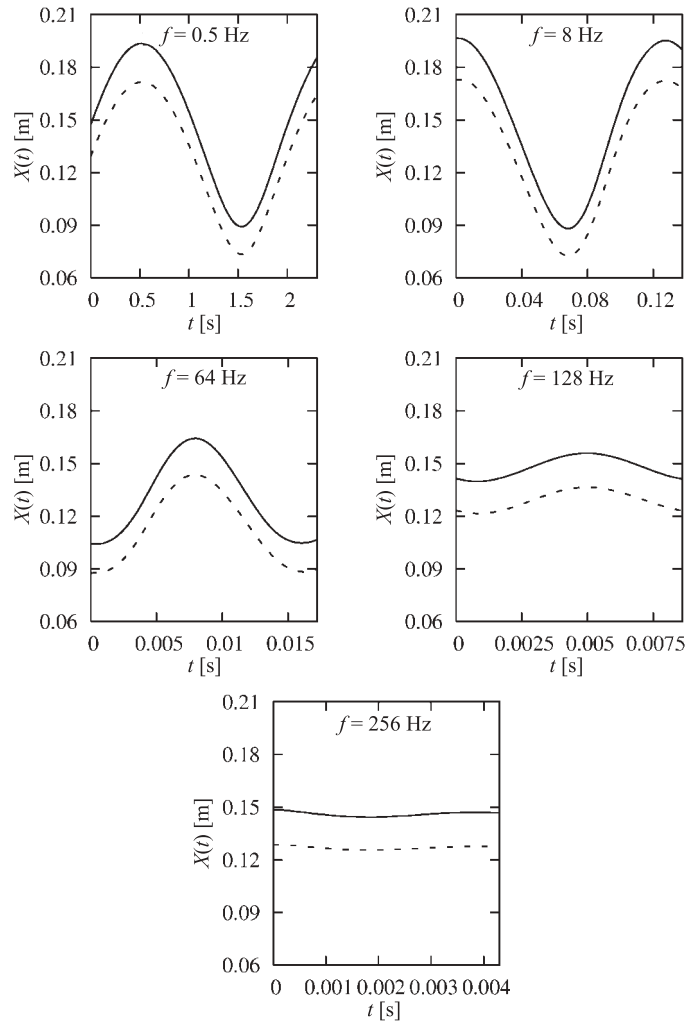 f = 0.5 Hz
0.21
0.18
0.15
0.12
0.09
0.06
X(t) [m]
0 0.5 1 1.5 2
t [s]
f = 8 Hz
0.21
0.18
0.15
0.12
0.09
0.06
X(t) [m]
0 0.04 0.08 0.12
t [s]
f = 64 Hz
0.21
0.18
0.15
0.12
0.09
0.06
X(t) [m]
0 0.005 0.01 0.015
t [s]
f = 128 Hz
0.21
0.18
0.15
0.12
0.09
0.06
X(t) [m]
0 0.0025 0.005 0.0075
t [s]
f = 256 Hz
0.21
0.18
0.15
0.12
0.09
0.06
X(t) [m]
0 0.001 0.002 0.003 0.004
t [s]